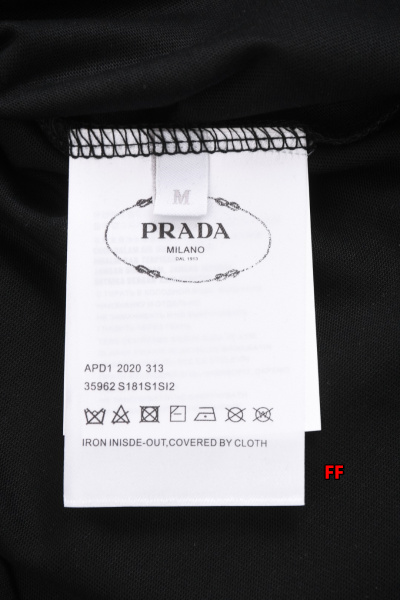 M
PRADA
MILANO
DAL 1913
APD1 2020 313
35962 S181S1SI2
IRON INISDE-OUT,COVERED BY CLOTH
FF